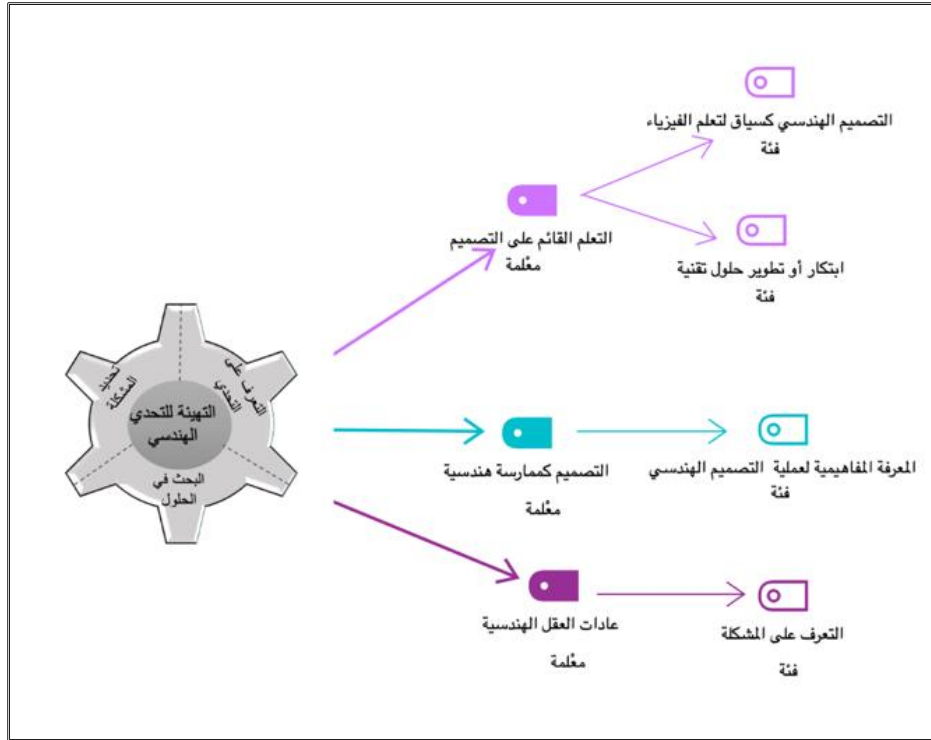 التصميم الهندسي كسياق لتعلم الفيزياء
فئة
التعلم القائم على التصميم
معْلمة
ابتكار أو تطوير حلول تقنية
فئة
تحديد
المشكلة
التعرف على
التحدي
التهيئة للتحدي
الهندسي
البحث في
الحلول
التصميم كممارسة هندسية
معْلمة
المعرفة المفاهيمية لعملية التصميم الهندسي
فئة
عادات العقل الهندسية
معْلمة
التعرف على المشكلة
فئة